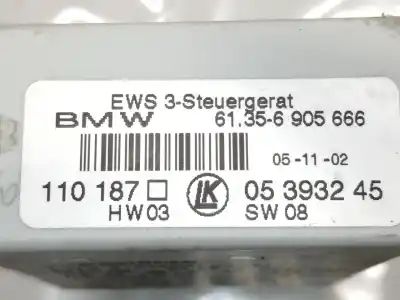 EWS 3-Steuergerat
BMW 61.35-6 905 666
05-11-02
110 187 LK 05 3932 45
HW03 SW 08